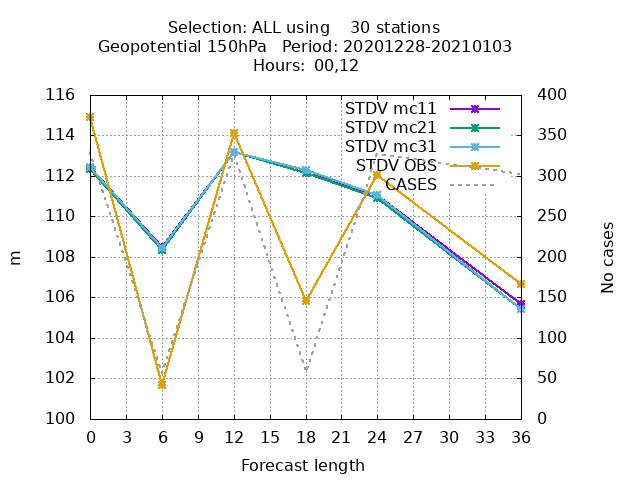 Selection: ALL using    30 stations
Geopotential 150hPa   Period: 20201228-20210103
Hours:  00,12
116 400
STDV mc11
114 350
STDV mc21
STDV mc31
STDV OBS
112 300
CASES
110 250
m
No cases
108 200
106 150
104 100
102 50
100 0
0 3 6 9 12 15 18 21 24 27 30 33 36
Forecast length